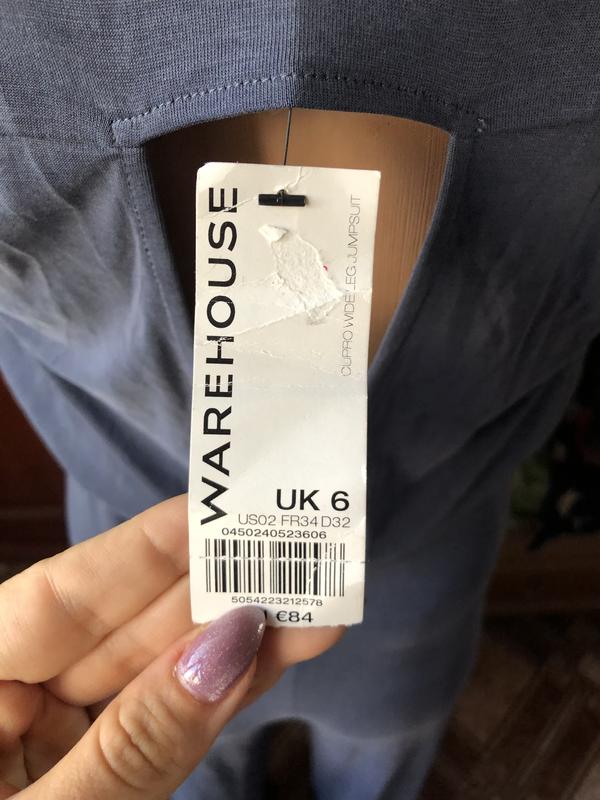 WAREHOUSE
CUPRO WIDE LEG JUMPSUIT
UK 6
US02 FR34 D32
0450240523606
5054223212578
€84